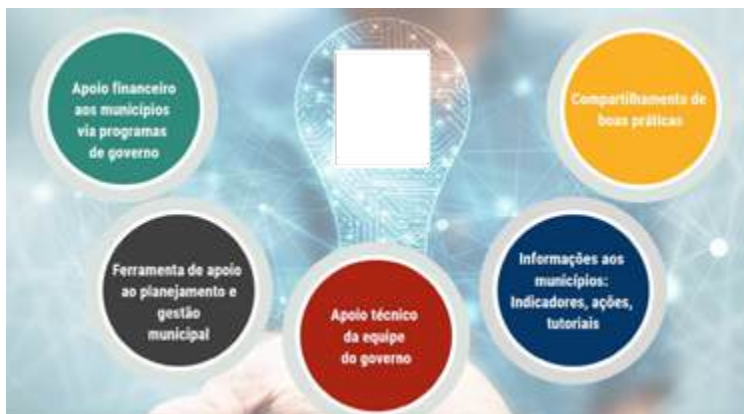 Apoio financeiro
aos municípios
via programas
de governo
Compartilhamento de
boas práticas
Ferramenta de apoio
ao planejamento e
gestão
municipal
Apoio técnico
da equipe
do governo
Informações aos
municípios:
Indicadores, ações,
tutoriais